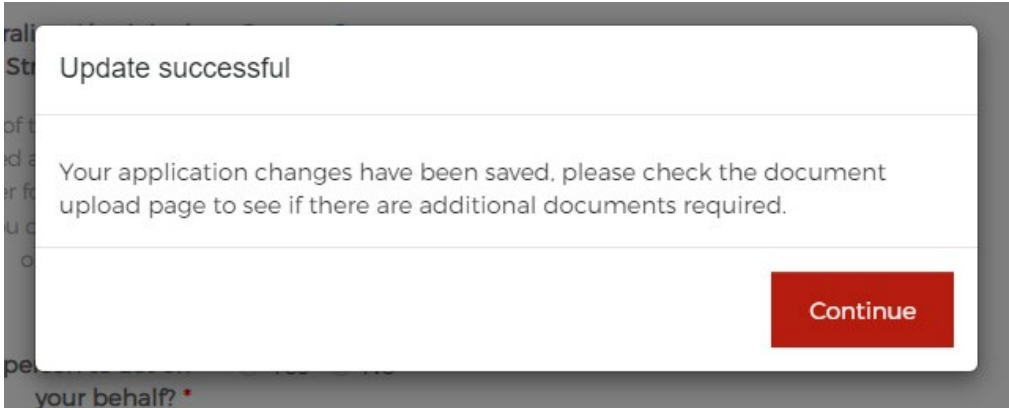 Str
Update successful
Your application changes have been saved, please check the document
upload page to see if there are additional documents required.
Continue
your behalf? *